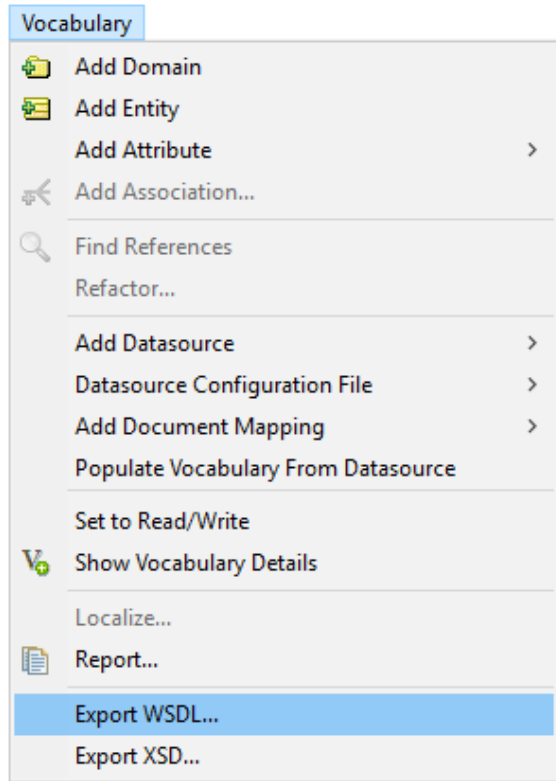 Vocabulary
Add Domain
Add Entity
Add Attribute
Add Association...
Find References
Refactor...
Add Datasource
Datasource Configuration File
Add Document Mapping
Populate Vocabulary From Datasource
Set to Read/Write
Show Vocabulary Details
Localize...
Report...
Export WSDL...
Export XSD...